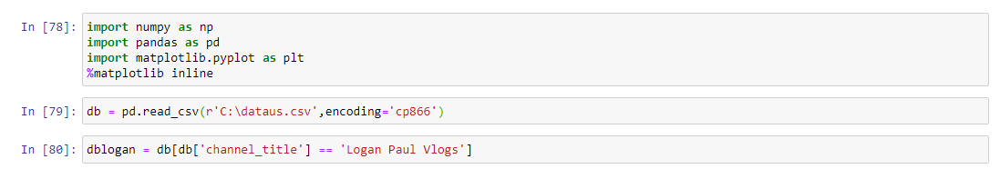 In [78]: import numpy as np
import pandas as pd
import matplotlib.pyplot as plt
%matplotlib inline
In [79]: db = pd.read_csv(r'C:\dataus.csv',encoding='cp866')
In [80]: dblogan = db[db['channel_title'] == 'Logan Paul Vlogs']